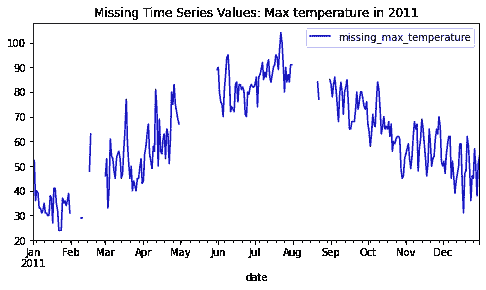 Missing Time Series Values: Max temperature in 2011
missing_max_temperature
100
90
80
70
60
50
40
30
20
Jan Feb Mar Apr May Jun Jul Aug Sep Oct Nov Dec
2011
date